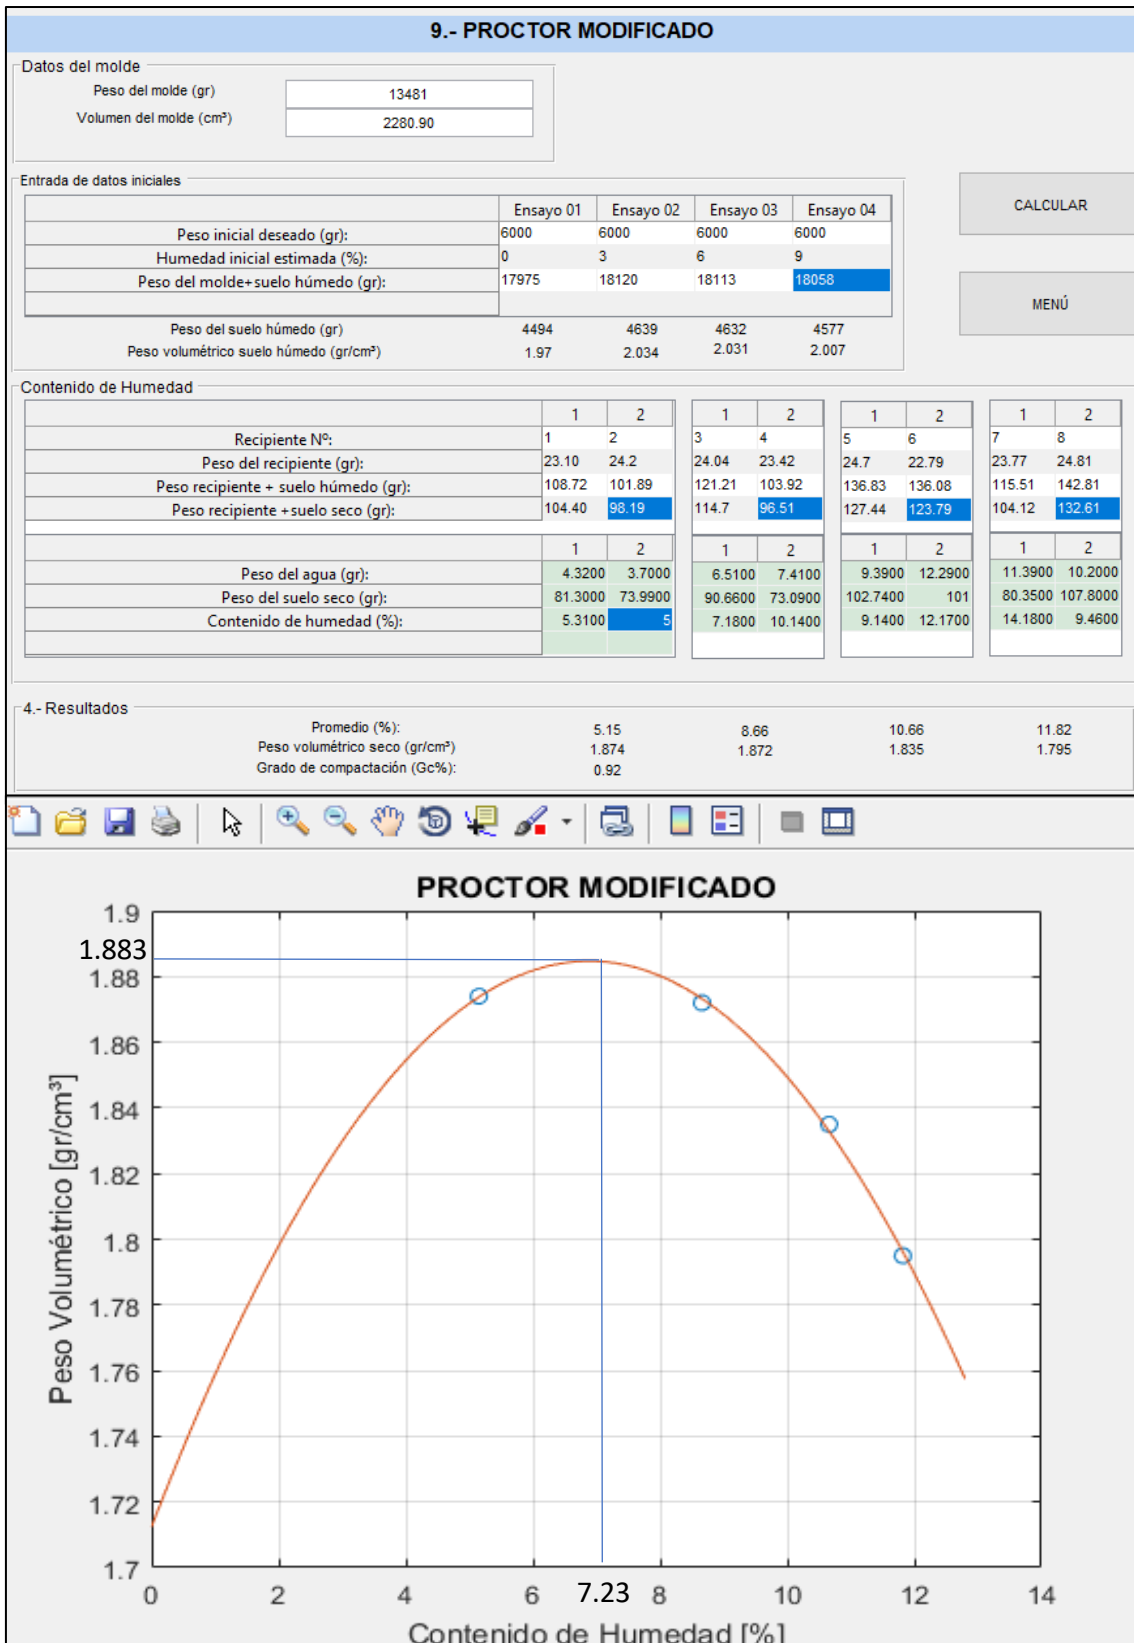 9.- PROCTOR MODIFICADO
Datos del molde
Peso del molde (gr) 13481
Volumen del molde (cm³) 2280.90
Entrada de datos iniciales
Ensayo 01 Ensayo 02 Ensayo 03 Ensayo 04
Peso inicial deseado (gr): 6000 6000 6000 6000
Humedad inicial estimada (%): 0 3 6 9
Peso del molde+suelo húmedo (gr): 17975 18120 18113 18058
Peso del suelo húmedo (gr) 4494 4639 4632 4577
Peso volumétrico suelo húmedo (gr/cm³) 1.97 2.034 2.031 2.007
CALCULAR
MENÚ
Contenido de Humedad
1 2 1 2 1 2 1 2
Recipiente Nº: 1 2 3 4 5 6 7 8
Peso del recipiente (gr): 23.10 24.2 24.04 23.42 24.7 22.79 23.77 24.81
Peso recipiente + suelo húmedo (gr): 108.72 101.89 121.21 103.92 136.83 136.08 115.51 142.81
Peso recipiente +suelo seco (gr): 104.40 98.19 114.7 96.51 127.44 123.79 104.12 132.61
1 2 1 2 1 2 1 2
Peso del agua (gr): 4.3200 3.7000 6.5100 7.4100 9.3900 12.2900 11.3900 10.2000
Peso del suelo seco (gr): 81.3000 73.9900 90.6600 73.0900 102.7400 101 80.3500 107.8000
Contenido de humedad (%): 5.3100 5 7.1800 10.1400 9.1400 12.1700 14.1800 9.4600
4.- Resultados
Promedio (%): 5.15 8.66 10.66 11.82
Peso volumétrico seco (gr/cm³) 1.874 1.872 1.835 1.795
Grado de compactación (Gc%): 0.92
PROCTOR MODIFICADO
1.9
1.883
1.88
1.86
1.84
1.82
1.8
1.78
1.76
1.74
1.72
1.7
Peso Volumétrico [gr/cm³]
0 2 4 6 7.23 8 10 12 14
Contenido de Humedad [%]